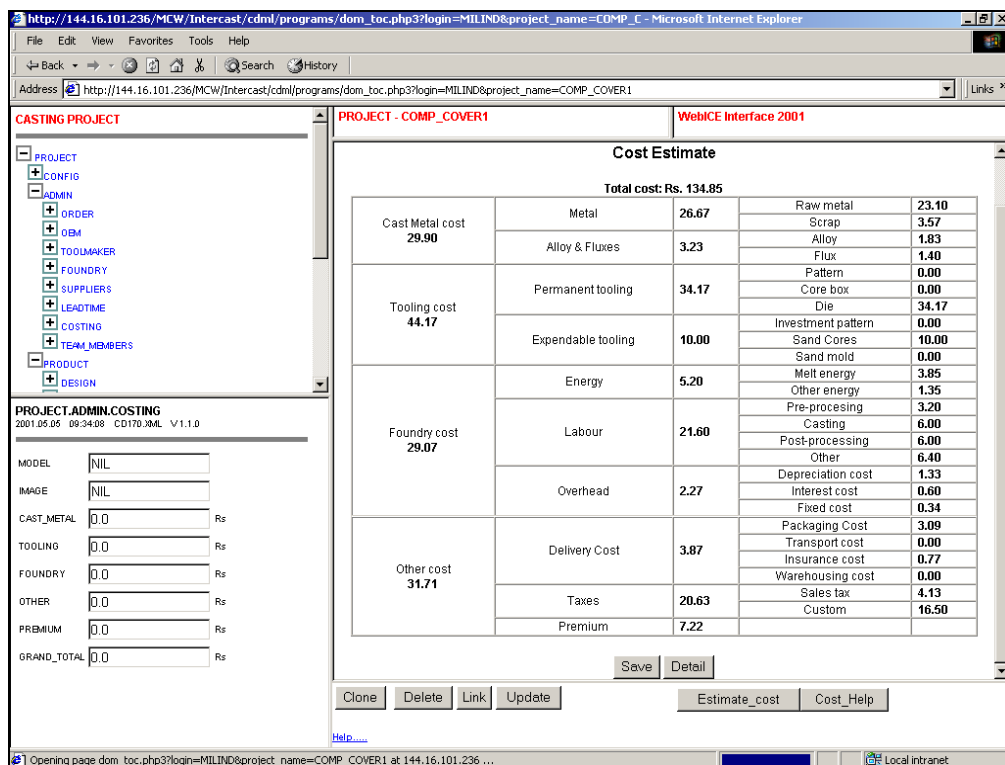 http://144.16.101.236/MCW/Intercast/cdml/programs/dom_toc.php3?login=MILIND&project_name=COMP_C - Microsoft Internet Explorer
File Edit View Favorites Tools Help
Back Search History
Address http://144.16.101.236/MCW/Intercast/cdml/programs/dom_toc.php3?login=MILIND&project_name=COMP_COVER1 Links »
CASTING PROJECT
PROJECT
CONFIG
ADMIN
ORDER
OEM
TOOLMAKER
FOUNDRY
SUPPLIERS
LEADTIME
COSTING
TEAM_MEMBERS
PRODUCT
DESIGN
PROJECT.ADMIN.COSTING
2001.05.05 09:34:08 CD170.XML V1.1.0
MODEL NIL
IMAGE NIL
CAST_METAL 0.0 Rs
TOOLING 0.0 Rs
FOUNDRY 0.0 Rs
OTHER 0.0 Rs
PREMIUM 0.0 Rs
GRAND_TOTAL 0.0 Rs
PROJECT - COMP_COVER1 WebICE Interface 2001
Cost Estimate
Total cost: Rs. 134.85
Cast Metal cost
29.90
Metal 26.67
Raw metal 23.10
Scrap 3.57
Alloy & Fluxes 3.23
Alloy 1.83
Flux 1.40
Tooling cost
44.17
Permanent tooling 34.17
Pattern 0.00
Core box 0.00
Die 34.17
Expendable tooling 10.00
Investment pattern 0.00
Sand Cores 10.00
Sand mold 0.00
Foundry cost
29.07
Energy 5.20
Melt energy 3.85
Other energy 1.35
Labour 21.60
Pre-procesing 3.20
Casting 6.00
Post-processing 6.00
Other 6.40
Overhead 2.27
Depreciation cost 1.33
Interest cost 0.60
Fixed cost 0.34
Other cost
31.71
Delivery Cost 3.87
Packaging Cost 3.09
Transport cost 0.00
Insurance cost 0.77
Warehousing cost 0.00
Taxes 20.63
Sales tax 4.13
Custom 16.50
Premium 7.22
Save Detail
Clone Delete Link Update Estimate_cost Cost_Help
Help.....
Opening page dom_toc.php3?login=MILIND&project_name=COMP_COVER1 at 144.16.101.236 ... Local intranet